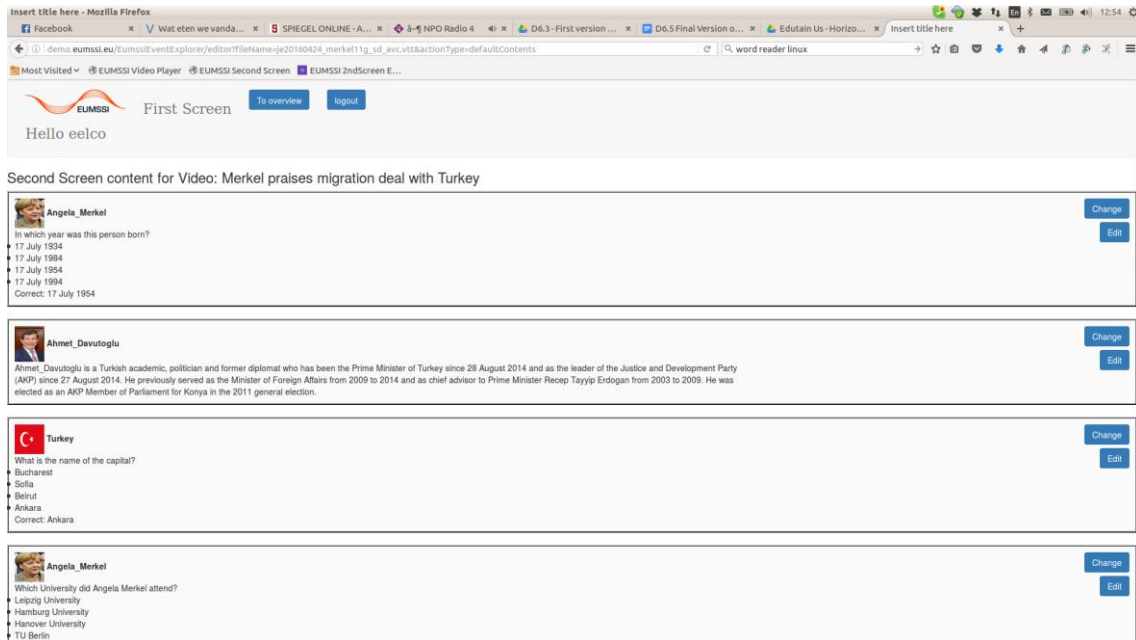 Insert title here - Mozilla Firefox
En 12:54
Facebook
Wat eten we vanda...
SPIEGEL ONLINE - A...
â-¶ NPO Radio 4
D6.3 - First version ...
D6.5 Final Version o...
Edutain Us - Horizo...
Insert title here
demo.eumssi.eu/EumssiEventExplorer/editor?fileName=je20160424_merkel11g_sd_avc.vtt&actionType=defaultContents
word reader linux
Most Visited
EUMSSI Video Player
EUMSSI Second Screen
EUMSSI 2ndScreen E...
EUMSSI
First Screen
To overview
logout
Hello eelco
Second Screen content for Video: Merkel praises migration deal with Turkey
Angela_Merkel
Change
Edit
In which year was this person born?
17 July 1934
17 July 1984
17 July 1954
17 July 1994
Correct: 17 July 1954
Ahmet_Davutoglu
Change
Edit
Ahmet_Davutoglu is a Turkish academic, politician and former diplomat who has been the Prime Minister of Turkey since 28 August 2014 and as the leader of the Justice and Development Party
(AKP) since 27 August 2014. He previously served as the Minister of Foreign Affairs from 2009 to 2014 and as chief advisor to Prime Minister Recep Tayyip Erdogan from 2003 to 2009. He was
elected as an AKP Member of Parliament for Konya in the 2011 general election.
Turkey
Change
Edit
What is the name of the capital?
Bucharest
Sofia
Beirut
Ankara
Correct: Ankara
Angela_Merkel
Change
Edit
Which University did Angela Merkel attend?
Leipzig University
Hamburg University
Hanover University
TU Berlin